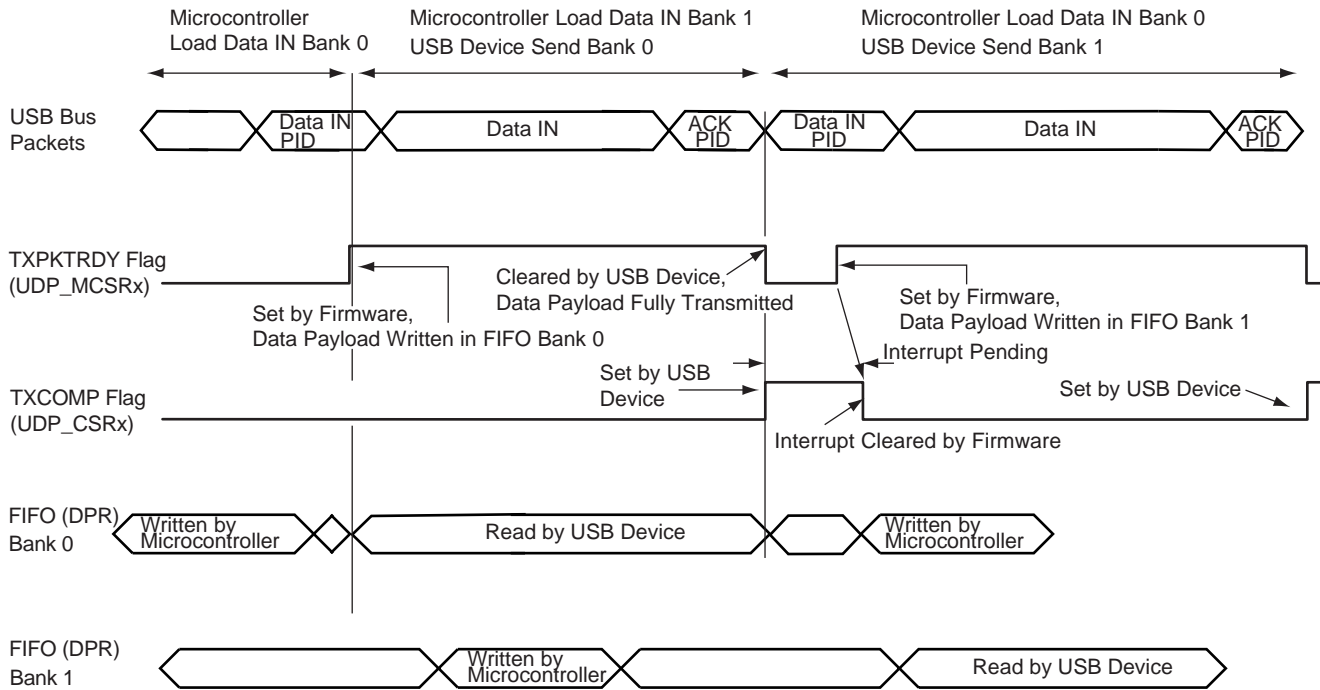 Microcontroller
Load Data IN Bank 0
Microcontroller Load Data IN Bank 1
USB Device Send Bank 0
Microcontroller Load Data IN Bank 0
USB Device Send Bank 1
USB Bus
Packets
Data IN
PID
Data IN
ACK
PID
Data IN
PID
Data IN
ACK
PID
TXPKTRDY Flag
(UDP_MCSRx)
Set by Firmware,
Data Payload Written in FIFO Bank 0
Cleared by USB Device,
Data Payload Fully Transmitted
Set by Firmware,
Data Payload Written in FIFO Bank 1
Interrupt Pending
TXCOMP Flag
(UDP_CSRx)
Set by USB
Device
Set by USB Device
Interrupt Cleared by Firmware
FIFO (DPR)
Bank 0
Written by
Microcontroller
Read by USB Device
Written by
Microcontroller
FIFO (DPR)
Bank 1
Written by
Microcontroller
Read by USB Device